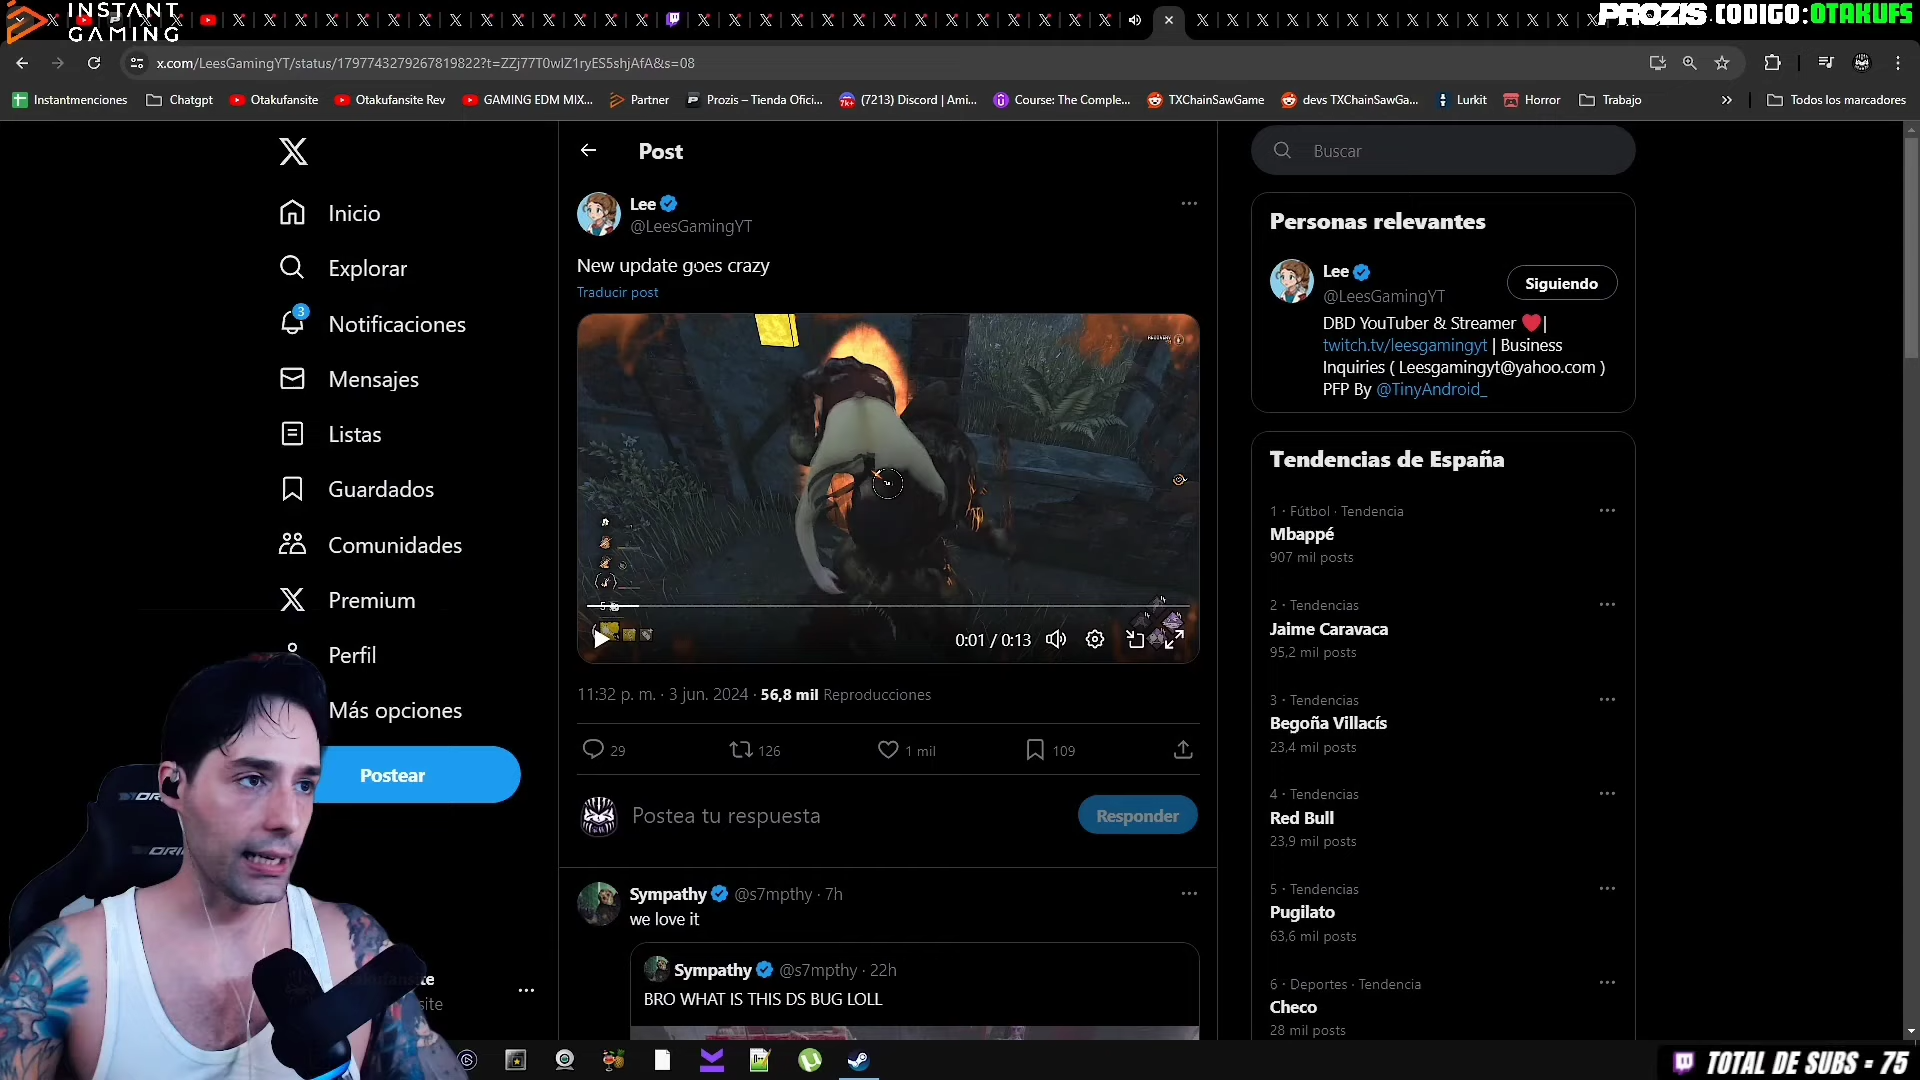 INSTANT
GAMING
PROZIS CODIGO:OTAKUFS
x.com/LeesGamingYT/status/1797743279267819822?t=ZZj77T0wIZ1ryES5shjAfA&s=08
Instantmenciones
Chatgpt
Otakufansite
Otakufansite Rev
GAMING EDM MIX...
Partner
Prozis – Tienda Ofici...
(7213) Discord | Ami...
Course: The Comple...
TXChainSawGame
devs TXChainSawGa...
Lurkit
Horror
Trabajo
Todos los marcadores
Inicio
Explorar
3
Notificaciones
Mensajes
Listas
Guardados
Comunidades
Premium
Perfil
Más opciones
Postear
Post
Lee
@LeesGamingYT
New update goes crazy
Traducir post
RECOVERY
0:01 / 0:13
11:32 p. m. · 3 jun. 2024 · 56,8 mil Reproducciones
29
126
1 mil
109
Postea tu respuesta
Responder
Sympathy @s7mpthy · 7h
we love it
Sympathy @s7mpthy · 22h
BRO WHAT IS THIS DS BUG LOLL
Buscar
Personas relevantes
Lee
@LeesGamingYT
Siguiendo
DBD YouTuber & Streamer |
twitch.tv/leesgamingyt | Business
Inquiries ( Leesgamingyt@yahoo.com )
PFP By @TinyAndroid_
Tendencias de España
1 · Fútbol · Tendencia
Mbappé
907 mil posts
2 · Tendencias
Jaime Caravaca
95,2 mil posts
3 · Tendencias
Begoña Villacís
23,4 mil posts
4 · Tendencias
Red Bull
23,9 mil posts
5 · Tendencias
Pugilato
63,6 mil posts
6 · Deportes · Tendencia
Checo
28 mil posts
TOTAL DE SUBS = 75